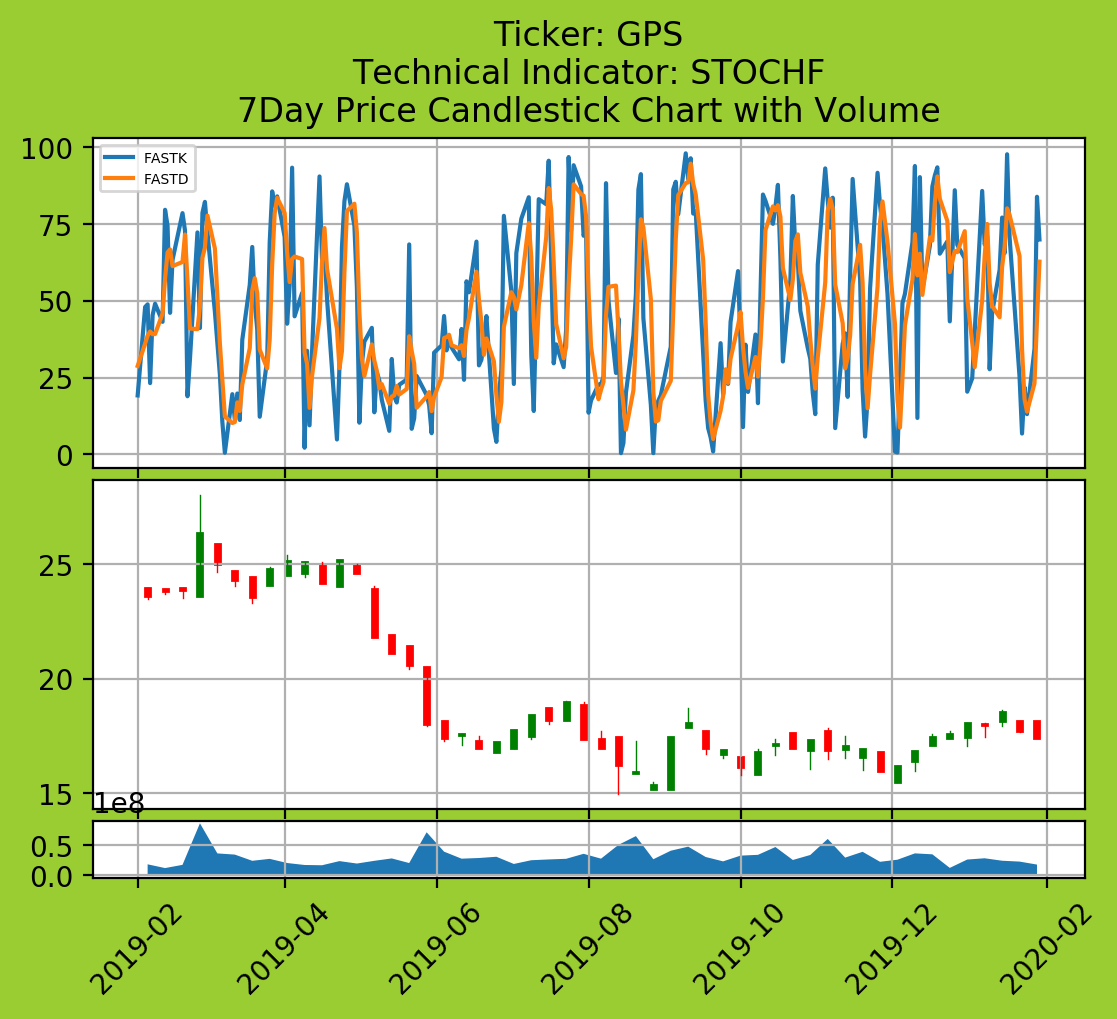 Ticker: GPS
Technical Indicator: STOCHF
7Day Price Candlestick Chart with Volume
100
75
50
25
0
FASTK
FASTD
25
20
15
1e8
0.5
0.0
2019-02
2019-04
2019-06
2019-08
2019-10
2019-12
2020-02